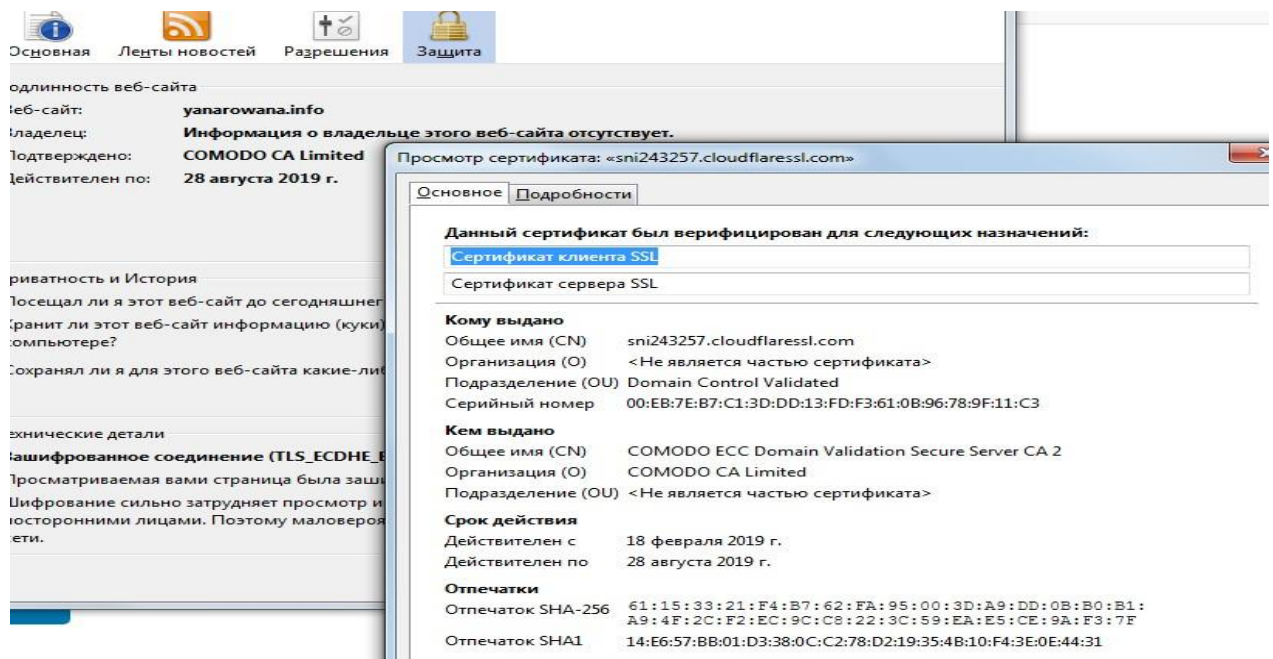 Основная Ленты новостей Разрешения Защита
одлинность веб-сайта
еб-сайт: yanarowana.info
ладелец: Информация о владельце этого веб-сайта отсутствует.
одтверждено: COMODO CA Limited
ействителен по: 28 августа 2019 г.
риватность и История
осещал ли я этот веб-сайт до сегодняшнег
ранит ли этот веб-сайт информацию (куки)
омпьютере?
охранял ли я для этого веб-сайта какие-либ
ехнические детали
ашифрованное соединение (TLS_ECDHE_E
росматриваемая вами страница была заши
Шифрование сильно затрудняет просмотр и
осторонними лицами. Поэтому маловероя
ети.
Просмотр сертификата: «sni243257.cloudflaressl.com»
Основное Подробности
Данный сертификат был верифицирован для следующих назначений:
Сертификат клиента SSL
Сертификат сервера SSL
Кому выдано
Общее имя (CN) sni243257.cloudflaressl.com
Организация (O) <Не является частью сертификата>
Подразделение (OU) Domain Control Validated
Серийный номер 00:EB:7E:B7:C1:3D:DD:13:FD:F3:61:0B:96:78:9F:11:C3
Кем выдано
Общее имя (CN) COMODO ECC Domain Validation Secure Server CA 2
Организация (O) COMODO CA Limited
Подразделение (OU) <Не является частью сертификата>
Срок действия
Действителен с 18 февраля 2019 г.
Действителен по 28 августа 2019 г.
Отпечатки
Отпечаток SHA-256 61:15:33:21:F4:B7:62:FA:95:00:3D:A9:DD:0B:B0:B1:
A9:4F:2C:F2:EC:9C:C8:22:3C:59:EA:E5:CE:9A:F3:7F
Отпечаток SHA1 14:E6:57:BB:01:D3:38:0C:C2:78:D2:19:35:4B:10:F4:3E:0E:44:31